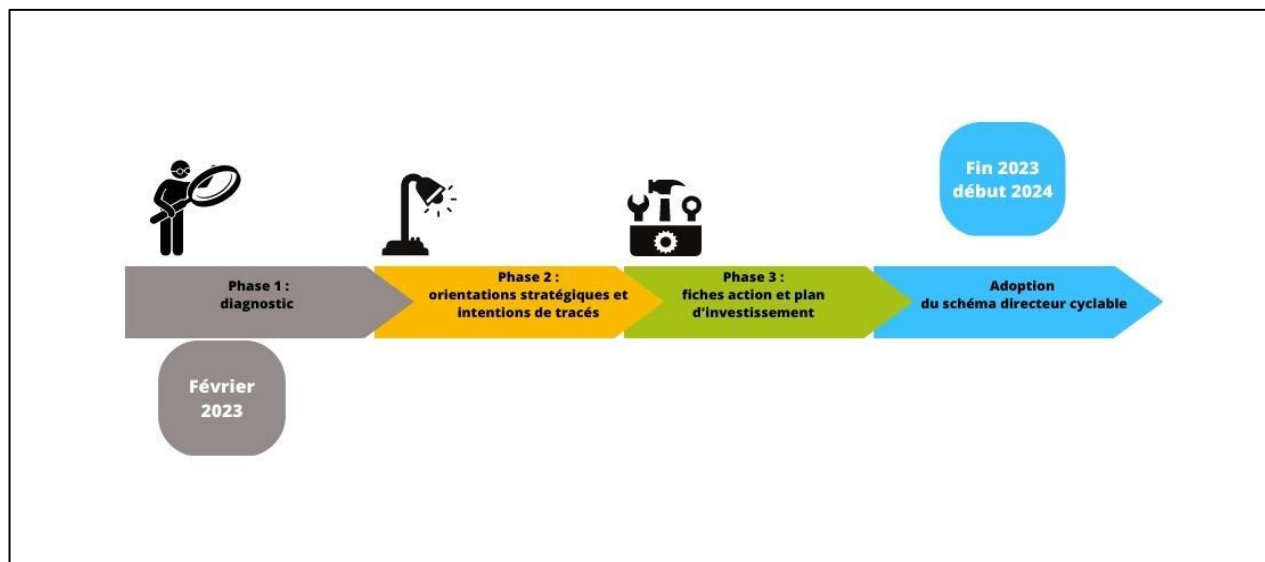 Fin 2023
début 2024
Phase 1 :
diagnostic
Phase 2 :
orientations stratégiques et
intentions de tracés
Phase 3 :
fiches action et plan
d'investissement
Adoption
du schéma directeur cyclable
Février
2023